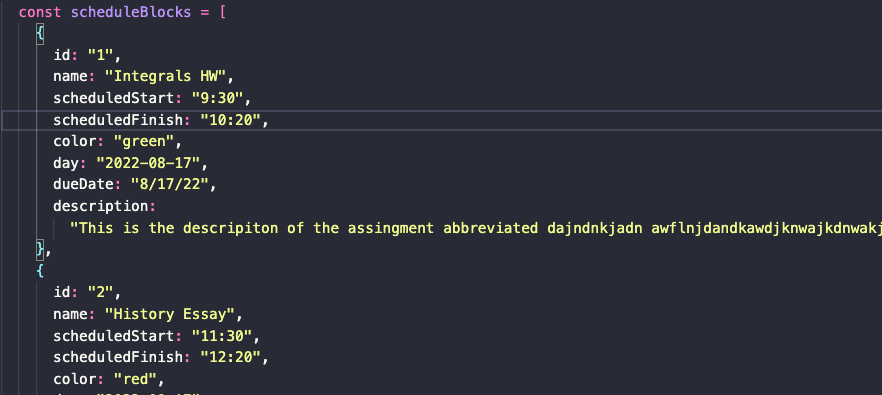 const scheduleBlocks = [
{
id: "1",
name: "Integrals HW",
scheduledStart: "9:30",
scheduledFinish: "10:20",
color: "green",
day: "2022-08-17",
dueDate: "8/17/22",
description:
"This is the descripiton of the assingment abbreviated dajndnkjadn awflnjdandkawdjknwajkdnwakj
},
{
id: "2",
name: "History Essay",
scheduledStart: "11:30",
scheduledFinish: "12:20",
color: "red",